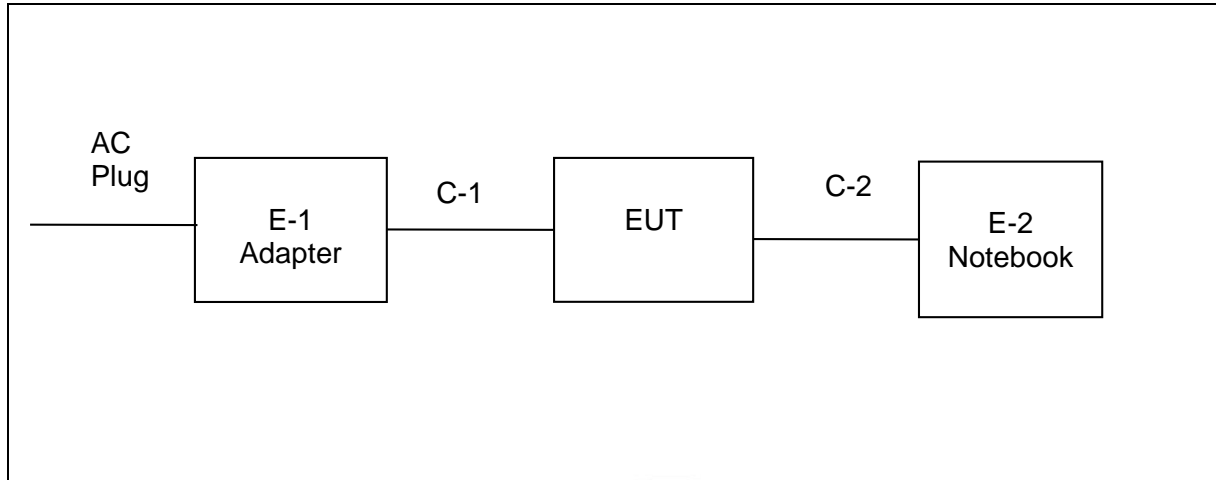 AC
Plug
E-1
Adapter
C-1
EUT
C-2
E-2
Notebook